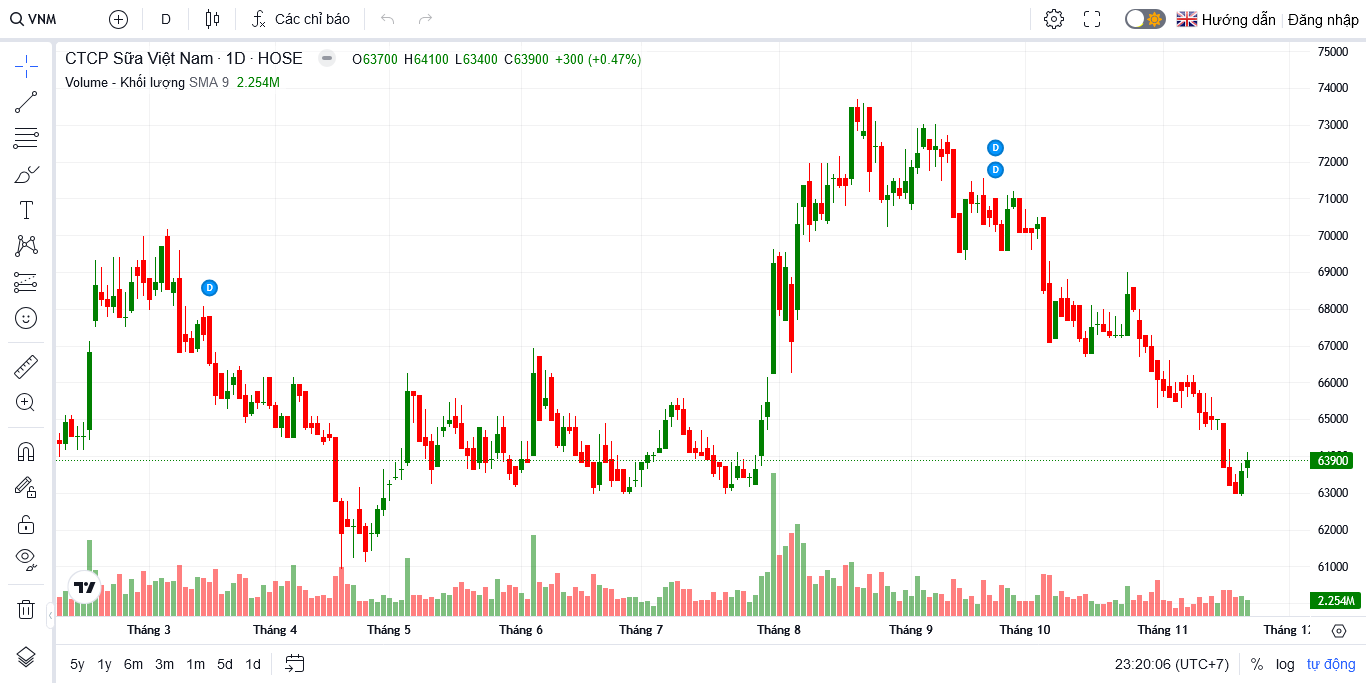 VNM D Các chỉ báo Hướng dẫn Đăng nhập
CTCP Sữa Việt Nam · 1D · HOSE O63700 H64100 L63400 C63900 +300 (+0.47%)
Volume - Khối lượng SMA 9 2.254M
75000
74000
73000
72000
71000
70000
69000
68000
67000
66000
65000
63900
63000
62000
61000
2.254M
D
D
D
T
Tháng 3 Tháng 4 Tháng 5 Tháng 6 Tháng 7 Tháng 8 Tháng 9 Tháng 10 Tháng 11 Tháng 12
5y 1y 6m 3m 1m 5d 1d 23:20:06 (UTC+7) % log tự động